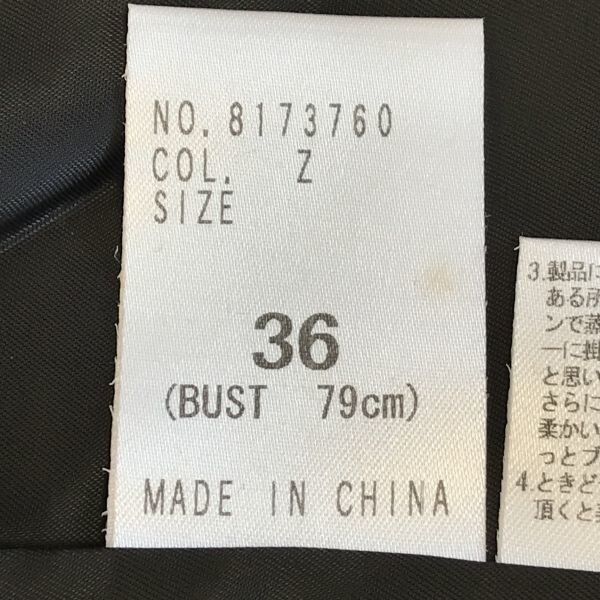 NO. 8173760
COL. Z
SIZE
36
(BUST 79cm)
MADE IN CHINA
3.製品に
ある所
ンで蒸
一に掛
と思い
さらに
柔かい
っとブ
4.ときど
頂くと美